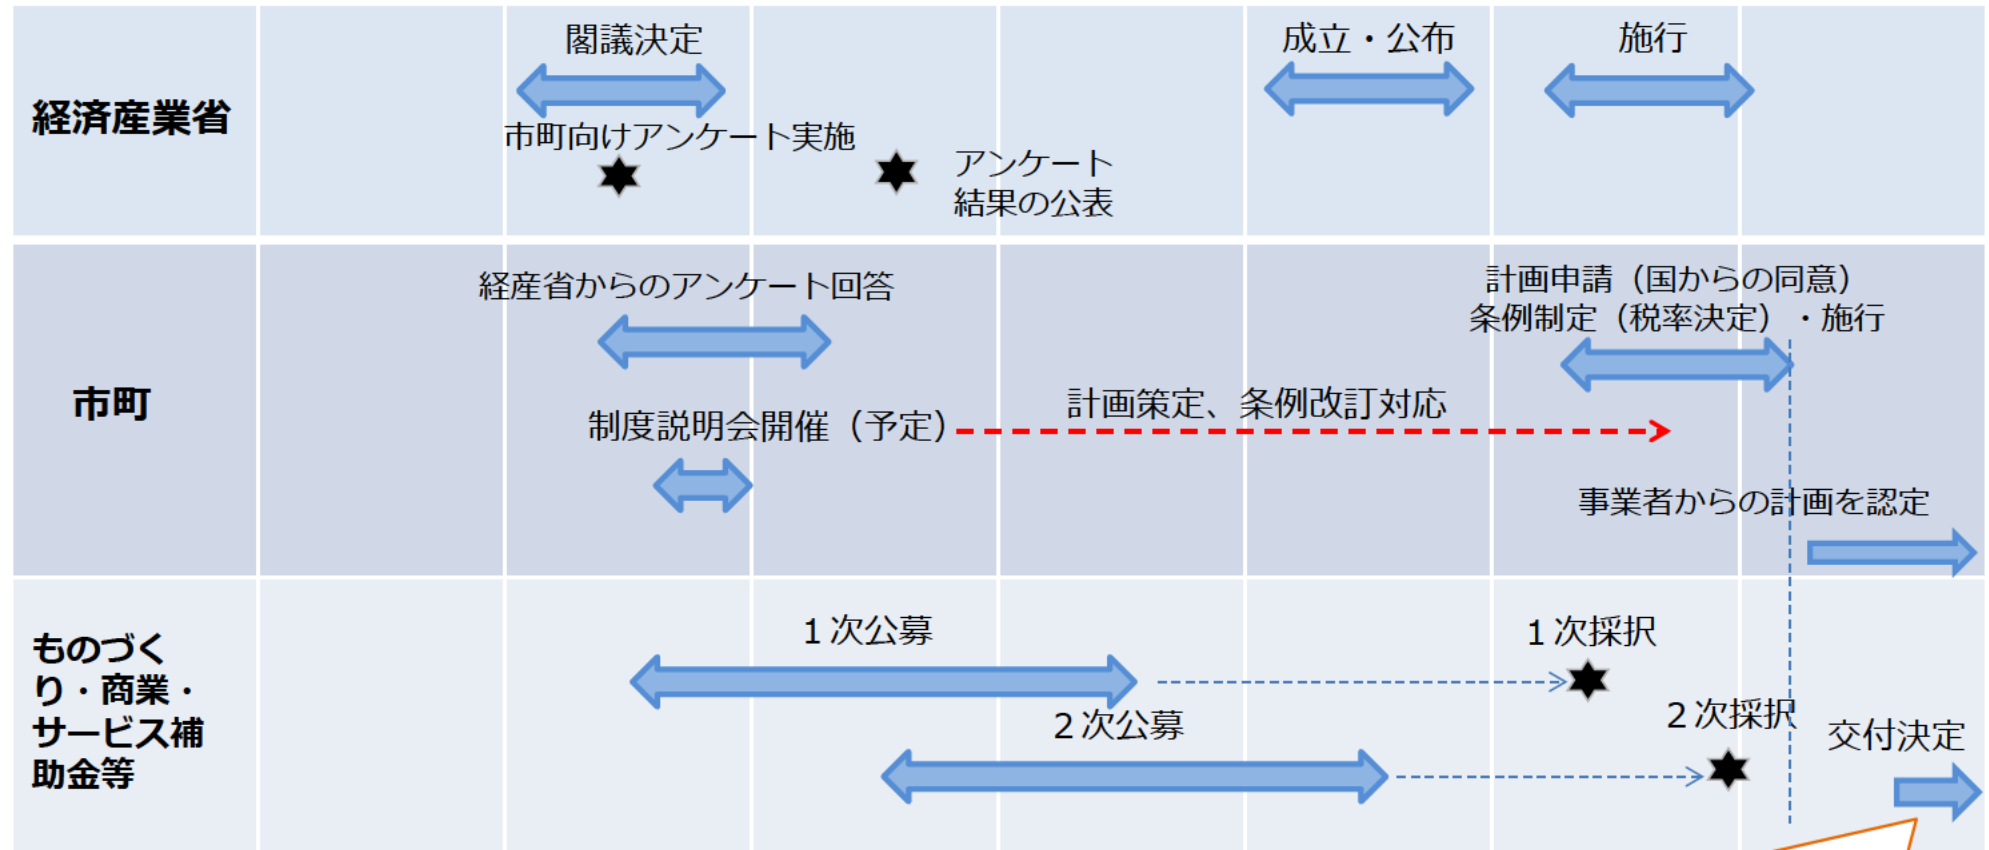 経済産業省
閣議決定
成立・公布
施行
市町向けアンケート実施
アンケート
結果の公表
市町
経産省からのアンケート回答
計画申請（国からの同意）
条例制定（税率決定）・施行
計画策定、条例改訂対応
制度説明会開催（予定）
事業者からの計画を認定
ものづく
り・商業・
サービス補
助金等
１次公募
１次採択
２次公募
２次採択
交付決定